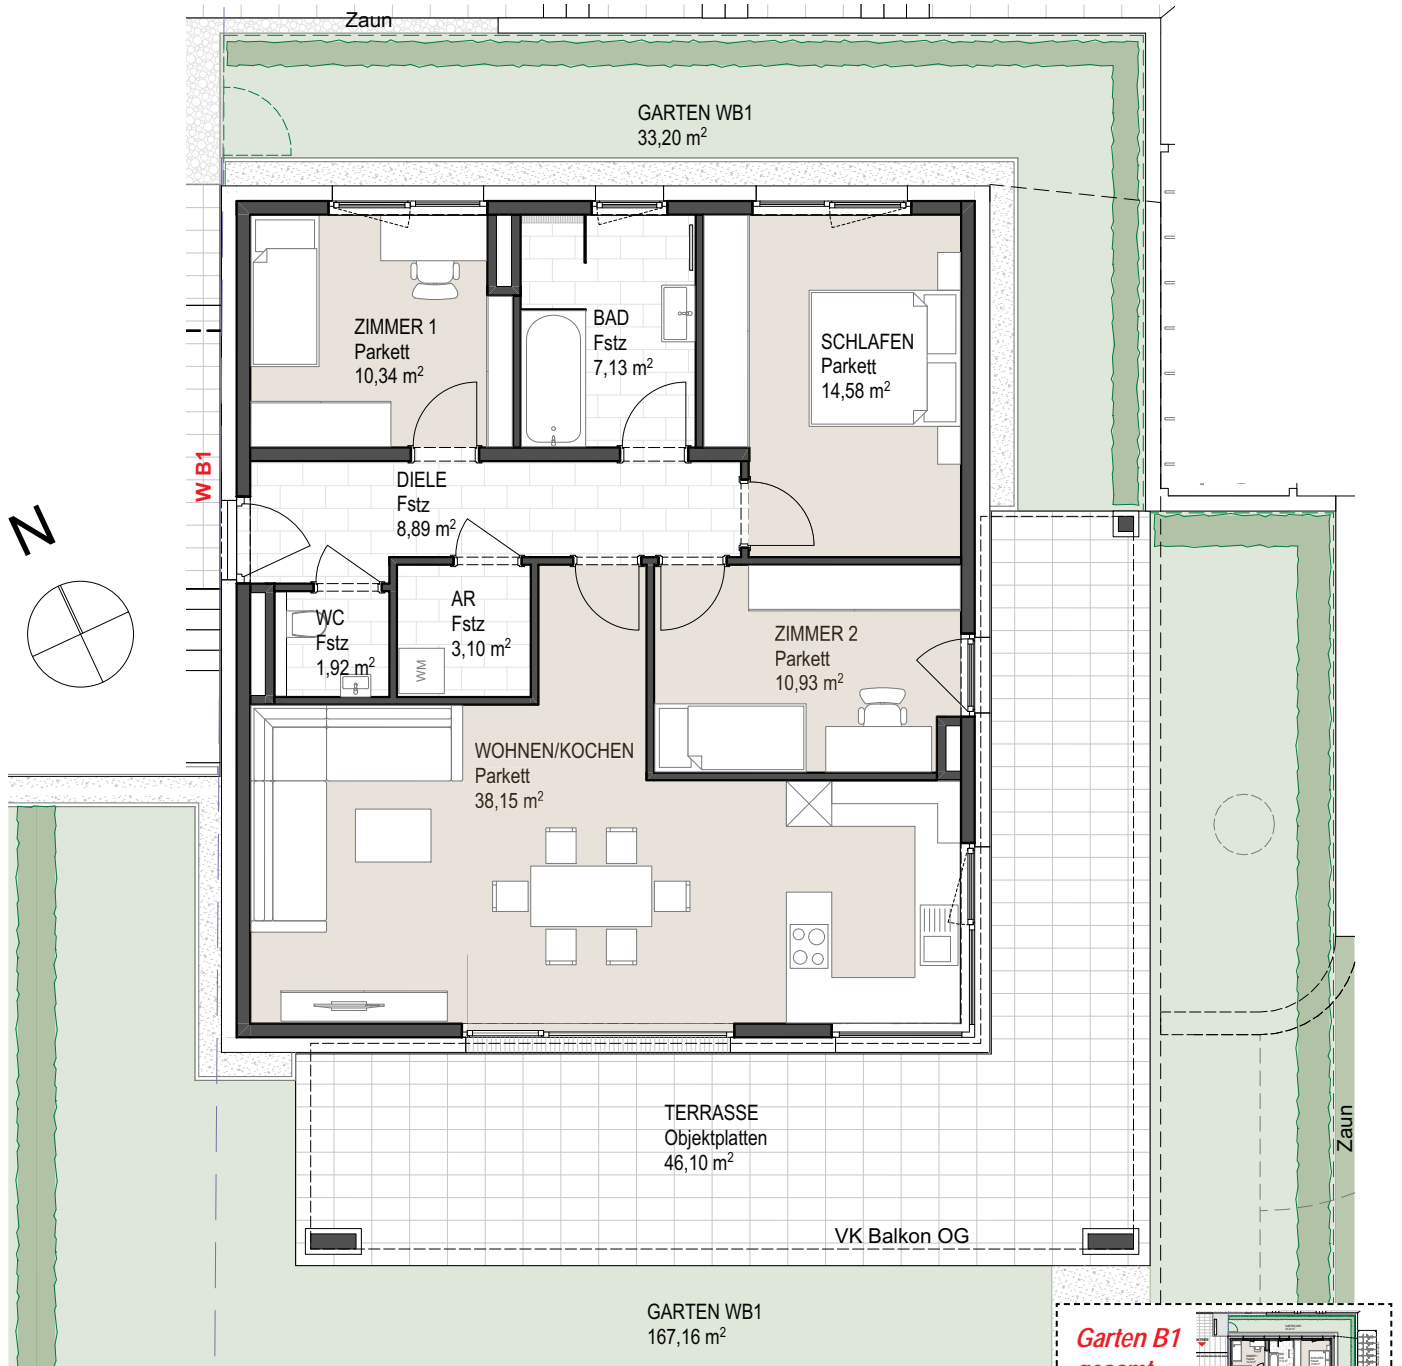 Zaun
GARTEN WB1
33,20 m²
ZIMMER 1
Parkett
10,34 m²
BAD
Fstz
7,13 m²
SCHLAFEN
Parkett
14,58 m²
W B1
DIELE
Fstz
8,89 m²
N
WC
Fstz
1,92 m²
AR
Fstz
3,10 m²
WM
ZIMMER 2
Parkett
10,93 m²
WOHNEN/KOCHEN
Parkett
38,15 m²
TERRASSE
Objektplatten
46,10 m²
Zaun
VK Balkon OG
GARTEN WB1
167,16 m²
Garten B1
gesamt